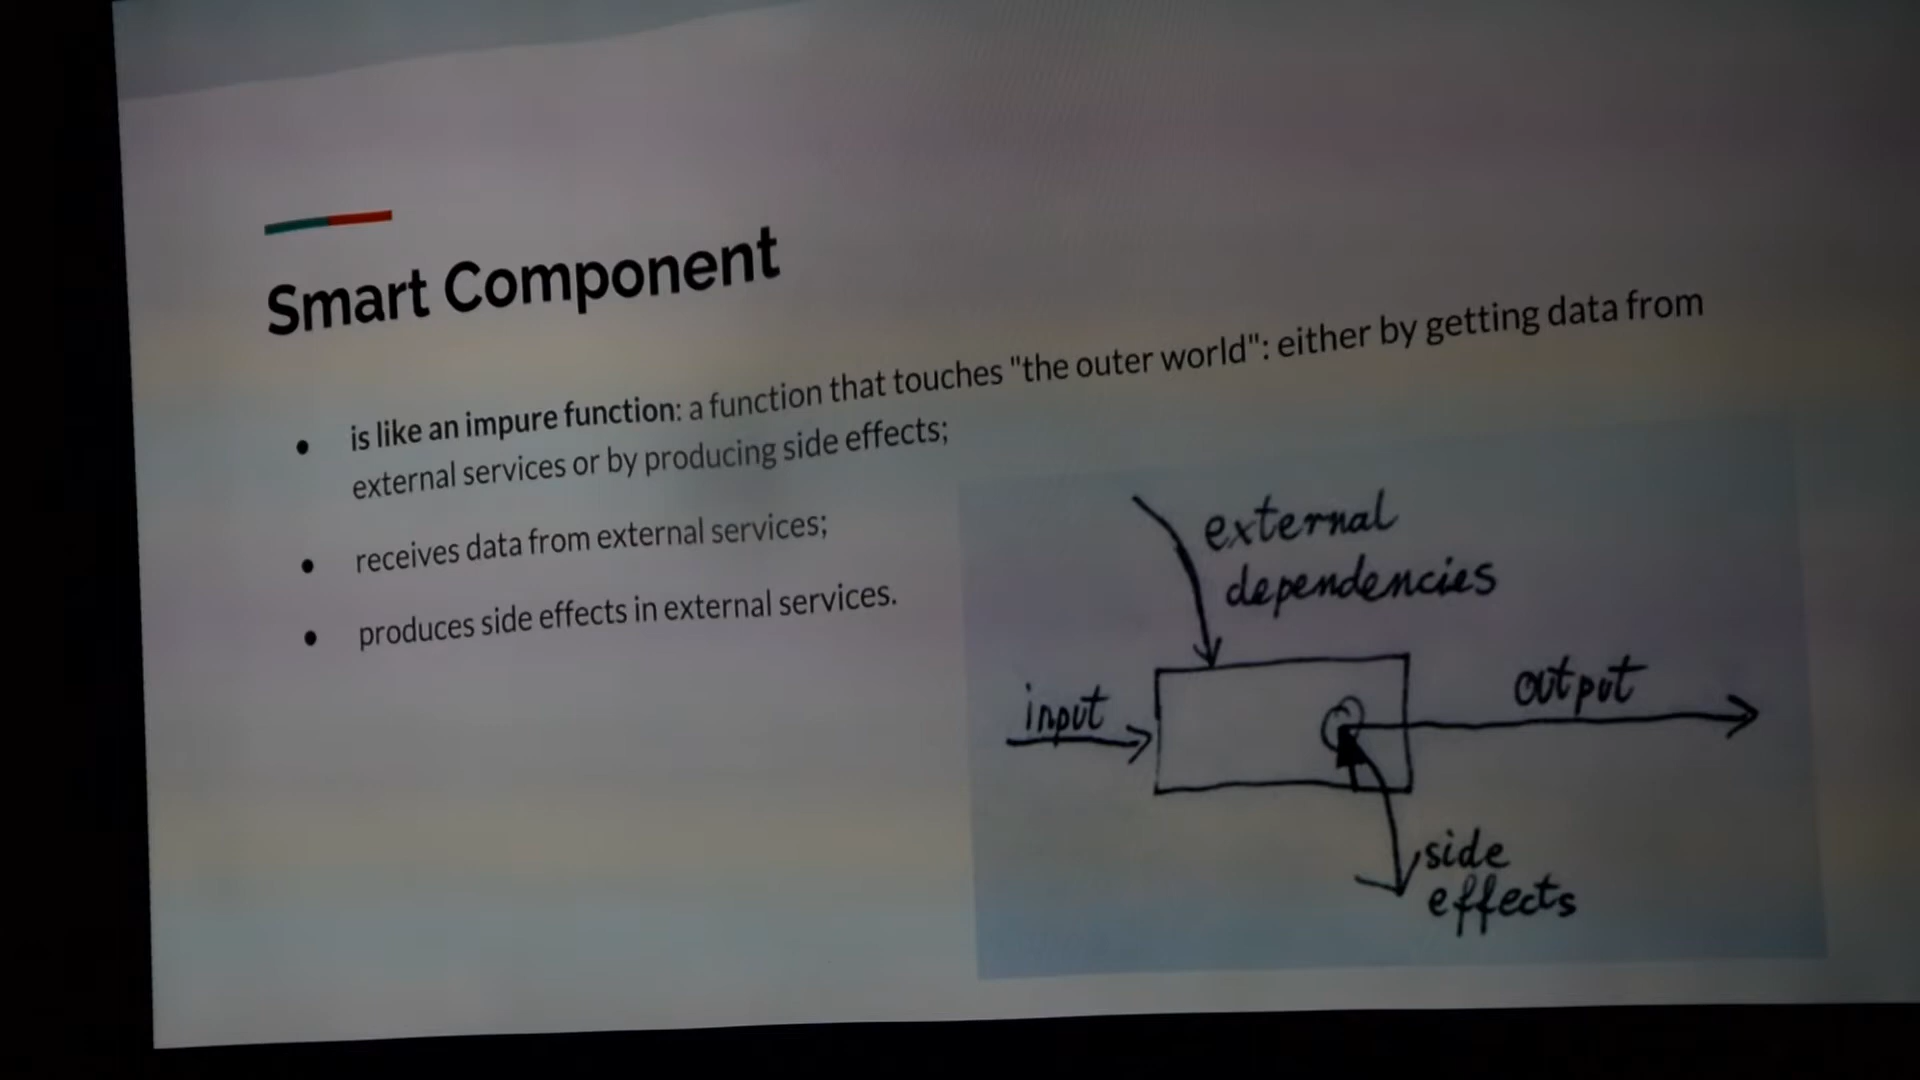 Smart Component
● is like an impure function: a function that touches "the outer world": either by getting data from
external services or by producing side effects;
● receives data from external services;
● produces side effects in external services.
external
dependencies
input
output
side
effects